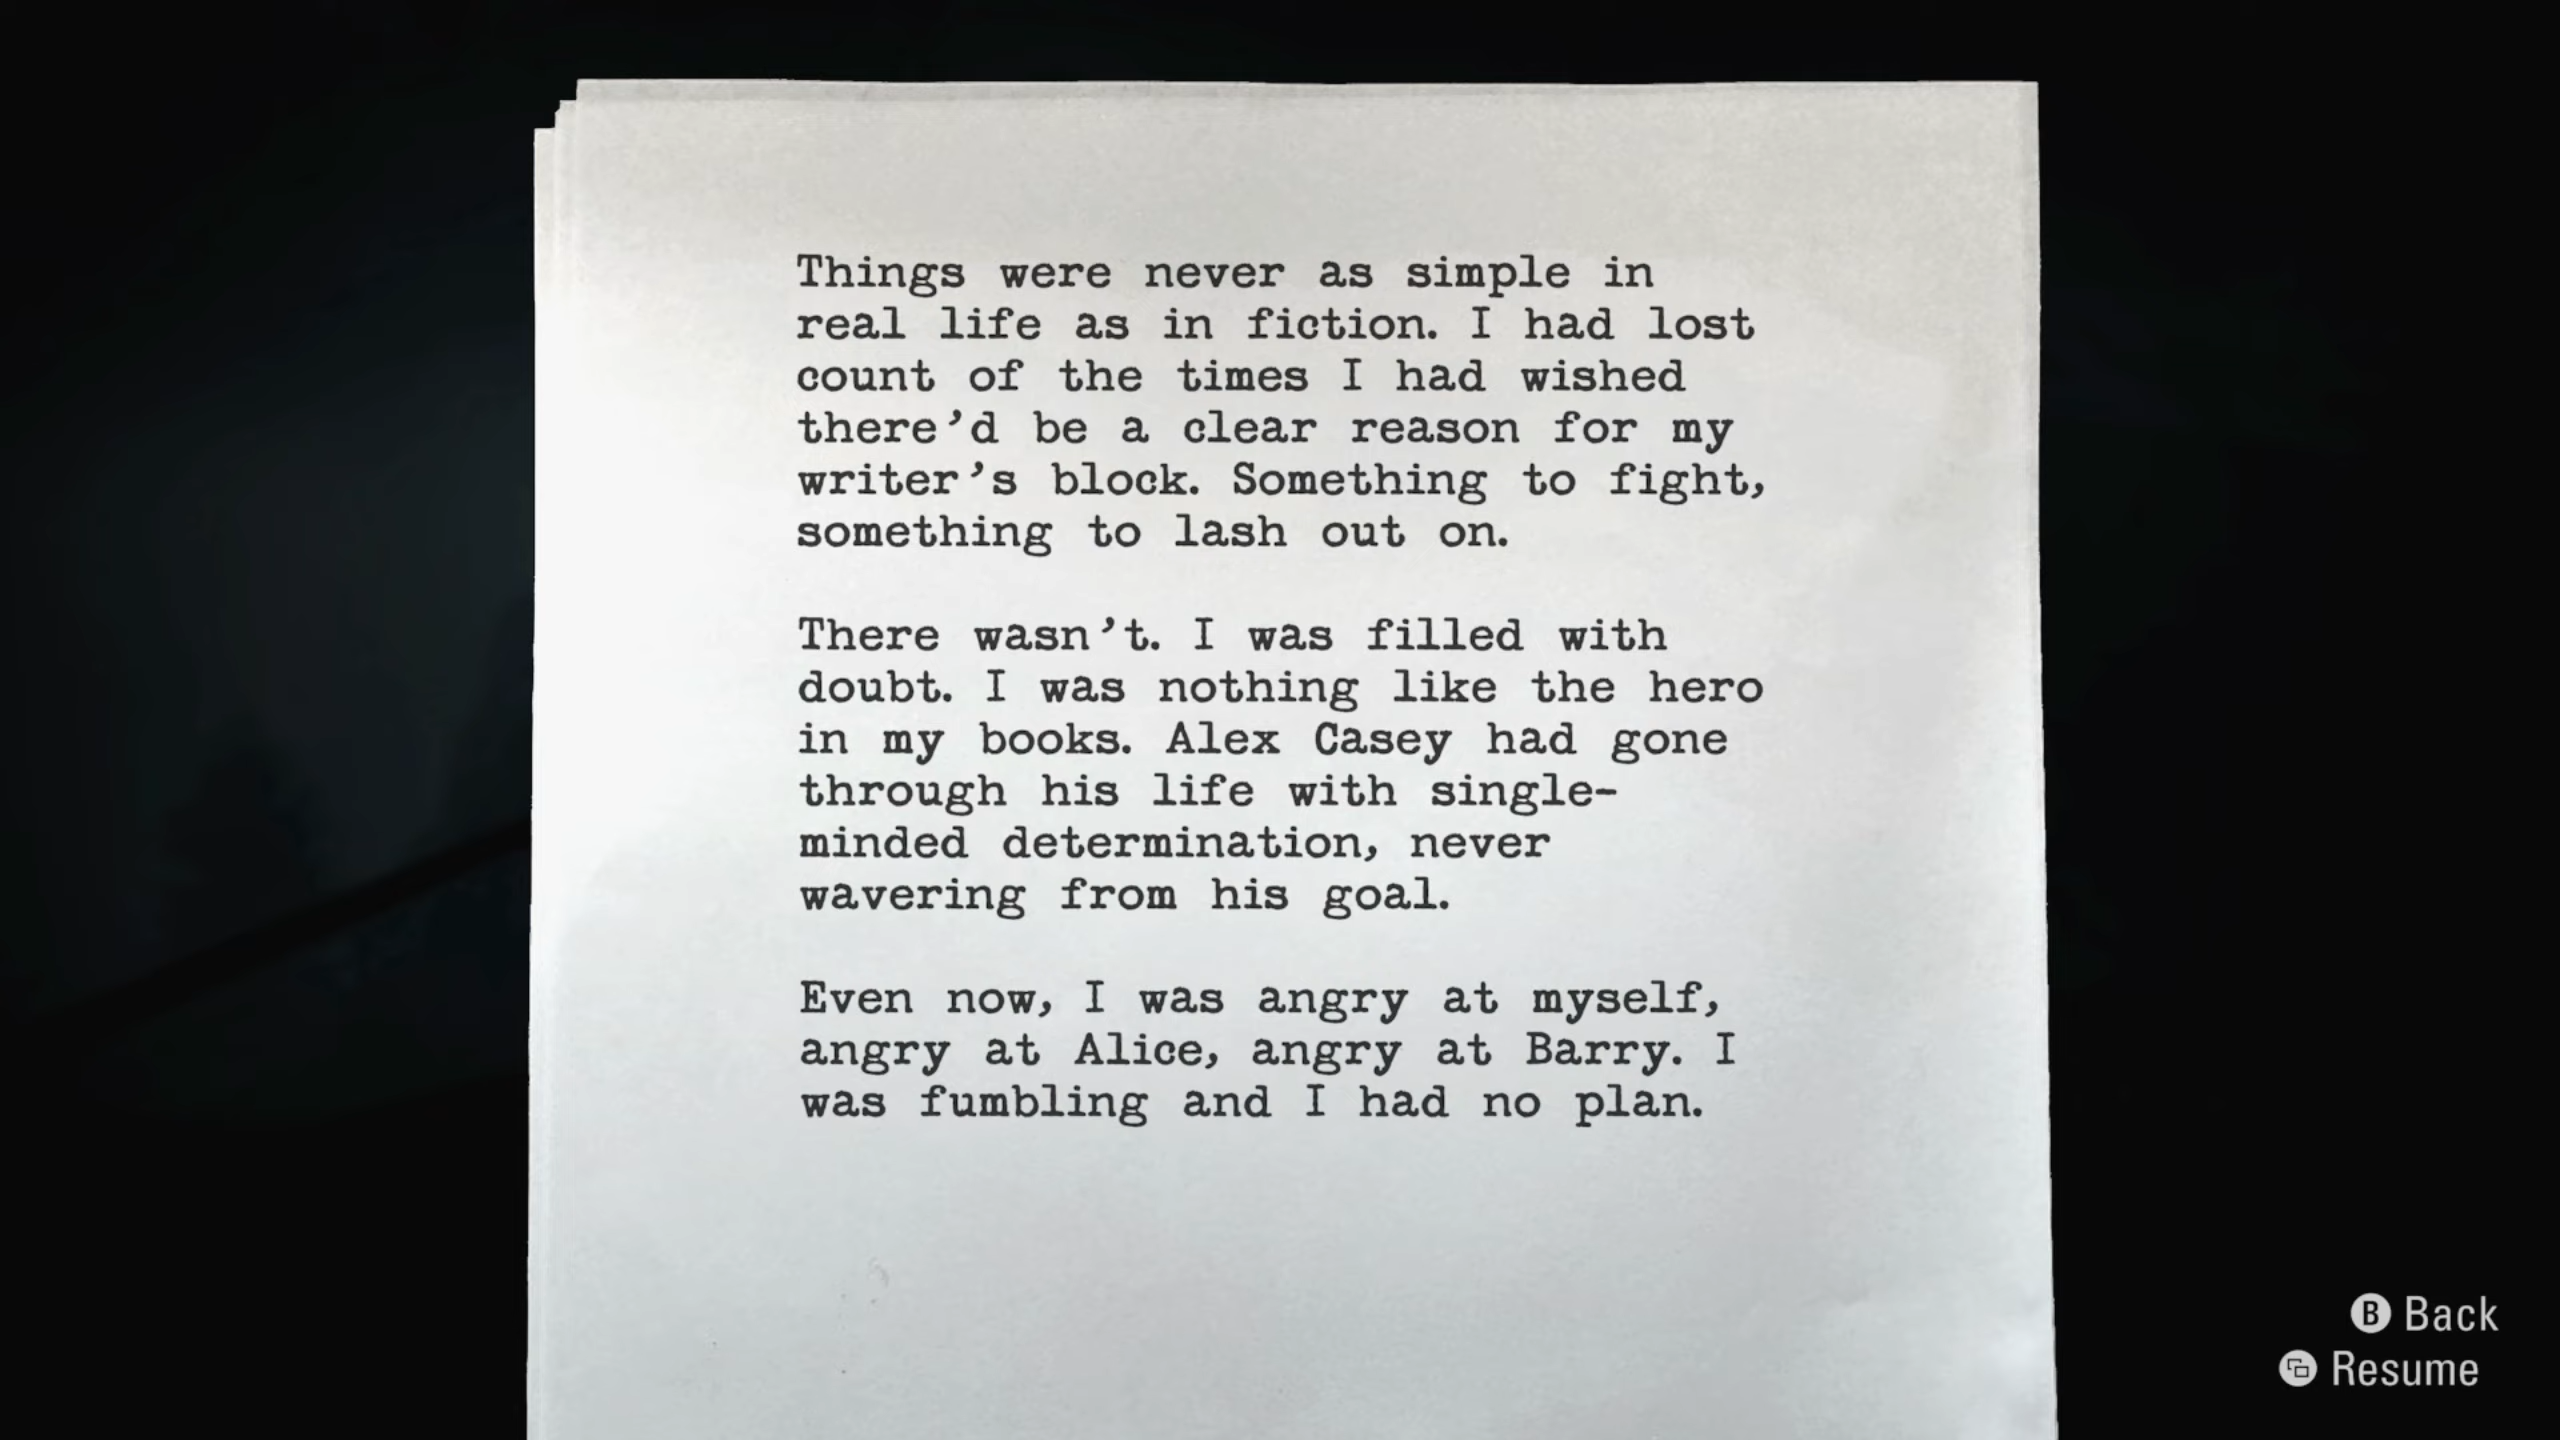 Things were never as simple in
real life as in fiction. I had lost
count of the times I had wished
there’d be a clear reason for my
writer’s block. Something to fight,
something to lash out on.
There wasn’t. I was filled with
doubt. I was nothing like the hero
in my books. Alex Casey had gone
through his life with single-
minded determination, never
wavering from his goal.
Even now, I was angry at myself,
angry at Alice, angry at Barry. I
was fumbling and I had no plan.
B Back
Resume